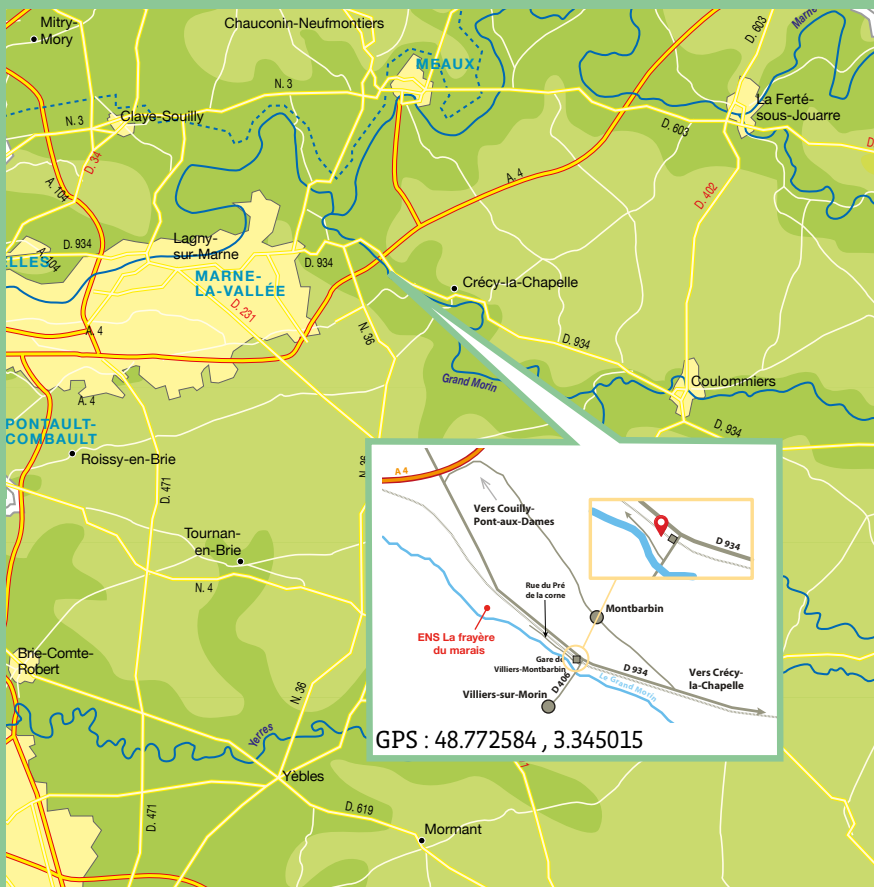 Mitry-
Mory
Chauconin-Neufmontiers
MEAUX
D. 603
Marne
N. 3
La Ferté-
sous-Jouarre
Claye-Souilly
N. 3
D. 603
D. 34
A. 104
A. 4
D. 402
D. 934
A. 104
ELLES
Lagny-
sur-Marne
D. 934
MARNE-
LA-VALLÉE
D. 231
Crécy-la-Chapelle
A. 4
N. 36
D. 934
Grand Morin
Coulommiers
A. 4
D. 934
PONTAULT-
COMBAULT
Roissy-en-Brie
D. 471
N. 36
Tournan-
en-Brie
N. 4
Brie-Comte-
Robert
N. 36
Yerres
Yèbles
D. 471
D. 619
Mormant
A 4
Vers Couilly-
Pont-aux-Dames
D 934
Rue du Pré
de la corne
Montbarbin
ENS La frayère
du marais
Gare de
Villiers-Montbarbin
D 934
Vers Crécy-
la-Chapelle
D 406
Le Grand Morin
Villiers-sur-Morin
GPS : 48.772584 , 3.345015